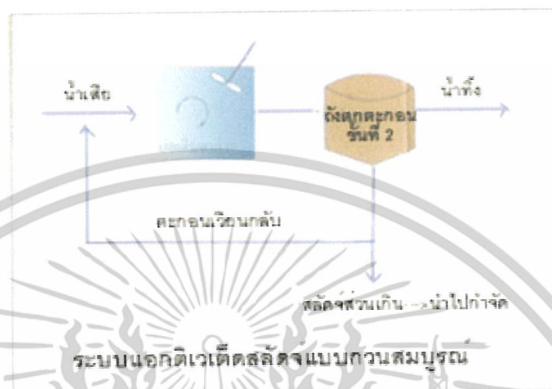 น้ำเสีย
น้ำทิ้ง
ถังตกตะกอน
ขั้นที่ 2
ตะกอนเวียนกลับ
สลัดจ์ส่วนเกิน --->นำไปกำจัด
ระบบแอกติเวเต็ดสลัดจ์แบบกวนสมบูรณ์